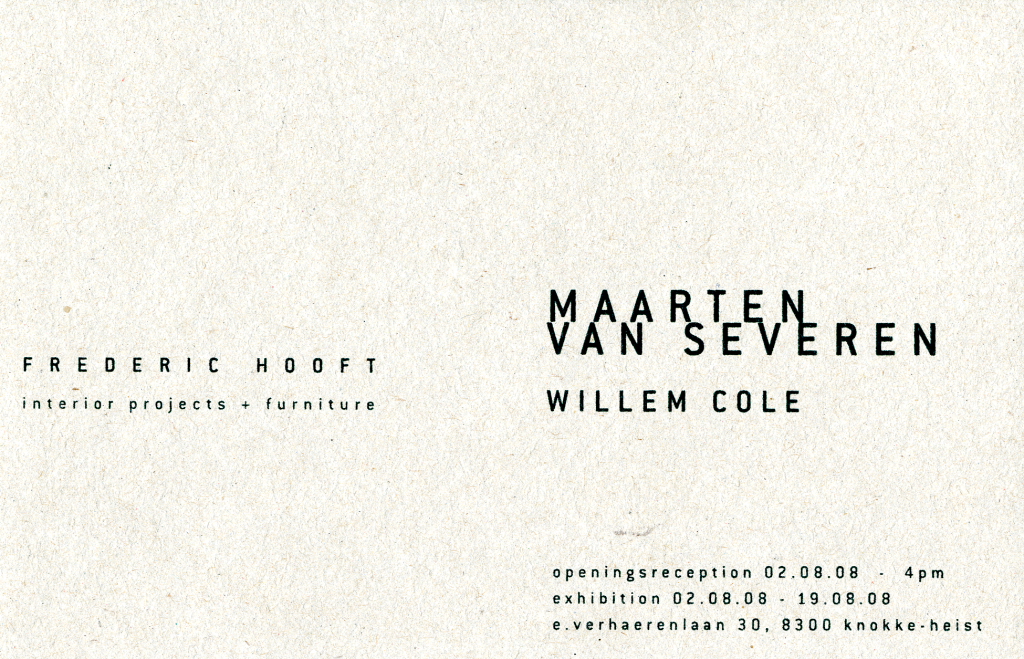 FREDERIC HOOFT
interior projects + furniture
MAARTEN
VAN SEVEREN
WILLEM COLE
openingsreception 02.08.08 - 4pm
exhibition 02.08.08 - 19.08.08
e.verhaerenlaan 30, 8300 knokke-heist